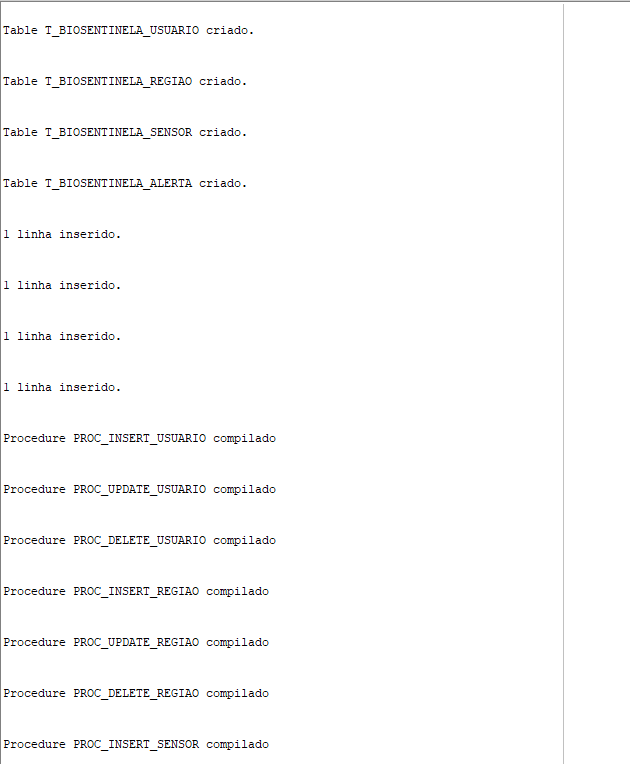 Table T_BIOSENTINELA_USUARIO criado.
Table T_BIOSENTINELA_REGIAO criado.
Table T_BIOSENTINELA_SENSOR criado.
Table T_BIOSENTINELA_ALERTA criado.
1 linha inserido.
1 linha inserido.
1 linha inserido.
1 linha inserido.
Procedure PROC_INSERT_USUARIO compilado
Procedure PROC_UPDATE_USUARIO compilado
Procedure PROC_DELETE_USUARIO compilado
Procedure PROC_INSERT_REGIAO compilado
Procedure PROC_UPDATE_REGIAO compilado
Procedure PROC_DELETE_REGIAO compilado
Procedure PROC_INSERT_SENSOR compilado